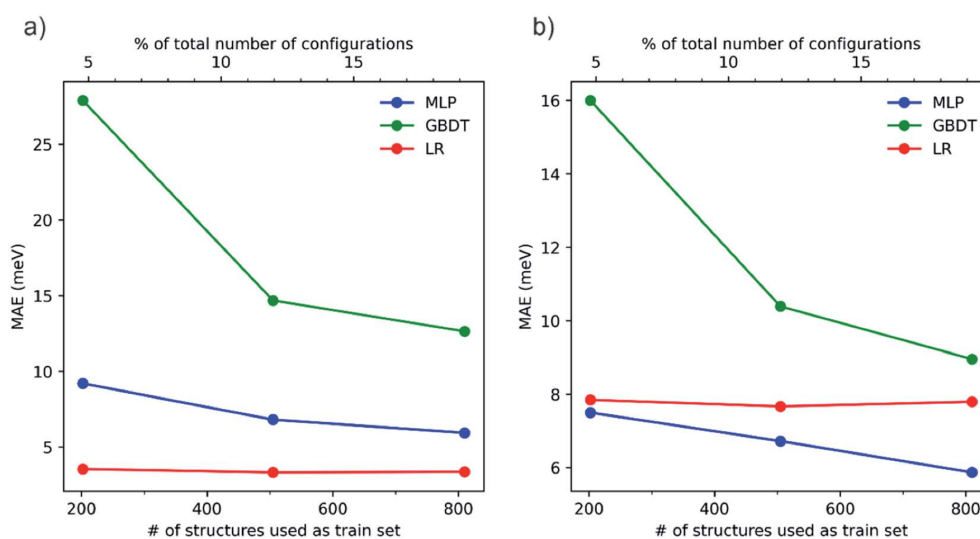 a)
% of total number of configurations
5 10 15
MLP
GBDT
LR
25
20
15
10
5
MAE (meV)
200 400 600 800
# of structures used as train set
b)
% of total number of configurations
5 10 15
MLP
GBDT
LR
16
14
12
10
8
6
MAE (meV)
200 400 600 800
# of structures used as train set